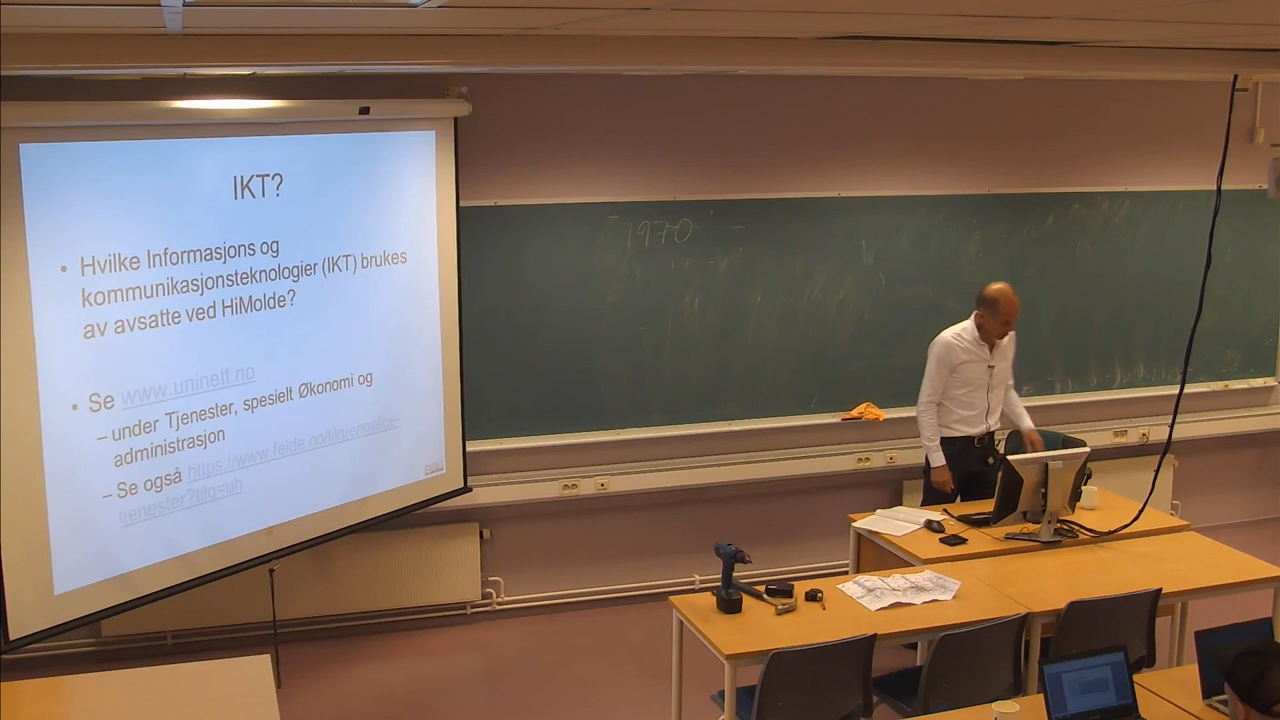 IKT?
• Hvilke Informasjons og
kommunikasjonsteknologier (IKT) brukes
av avsatte ved HiMolde?
• Se www.uninett.no
– under Tjenester, spesielt Økonomi og
administrasjon
– Se også https://www.feide.no/tilgjengelige-
tjenester?tilg=uh
1970